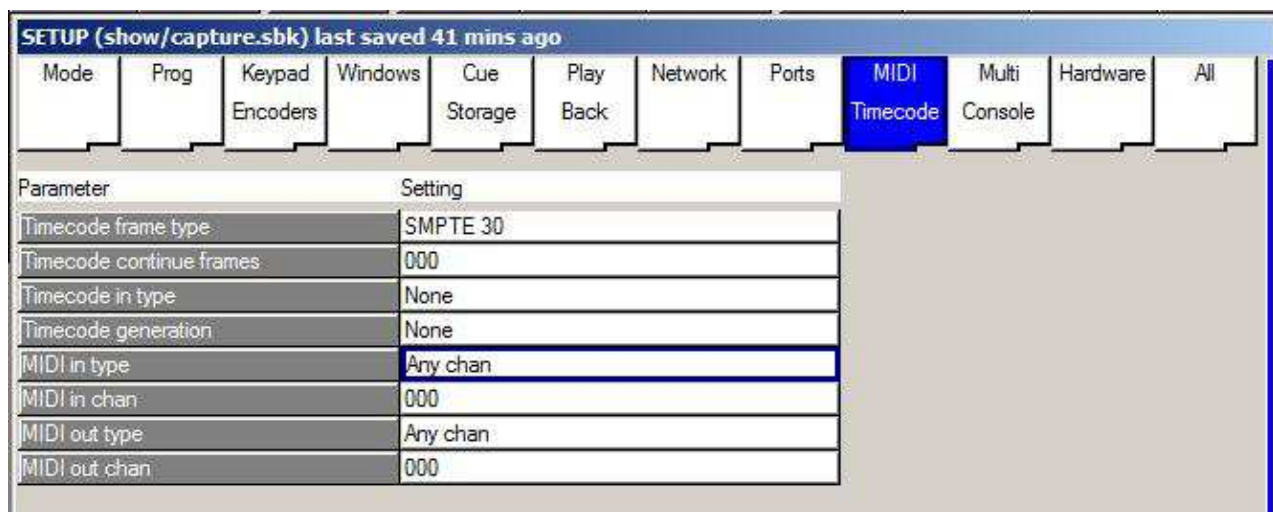 SETUP (show/capture.sbk) last saved 41 mins ago
Mode Prog Keypad Encoders Windows Cue Storage Play Back Network Ports MIDI Timecode Multi Console Hardware All
Parameter Setting
Timecode frame type SMPTE 30
Timecode continue frames 000
Timecode in type None
Timecode generation None
MIDI in type Any chan
MIDI in chan 000
MIDI out type Any chan
MIDI out chan 000